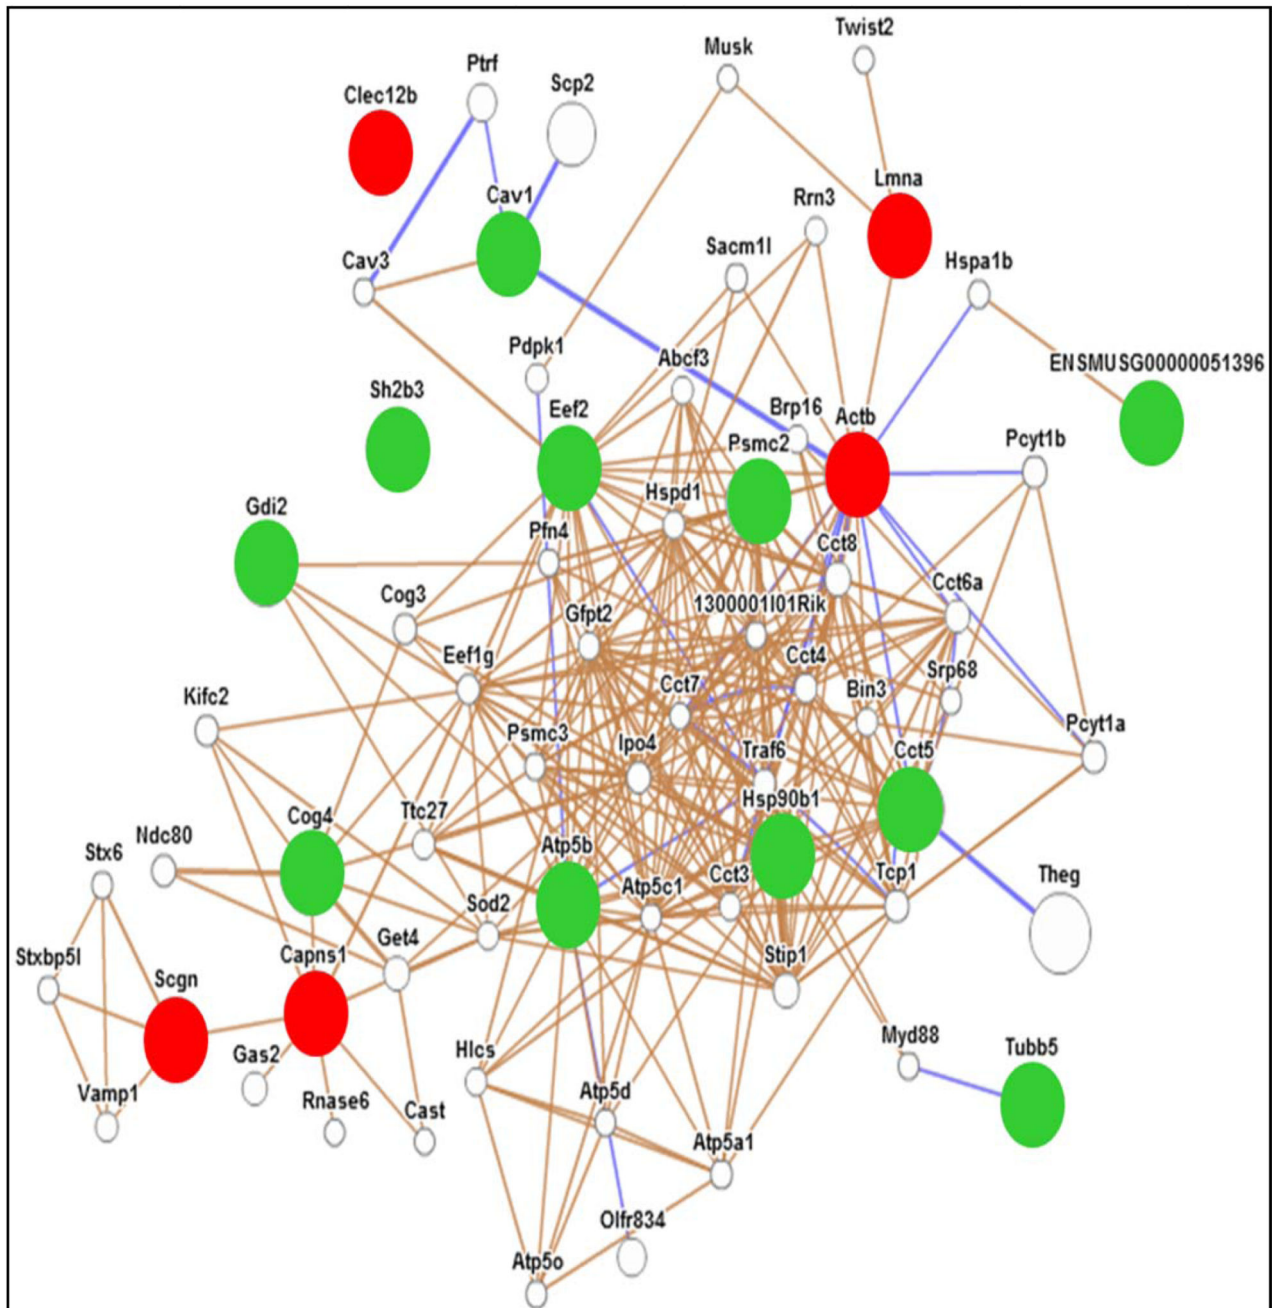 Twist2
Musk
Ptrf
Scp2
Clec12b
Lmna
Cav1
Rrn3
Sacm1l
Cav3
Hspa1b
Pdpk1
Abcf3
ENSMUSG00000051396
Sh2b3
Eef2
Brp16
Actb
Psmc2
Pcyt1b
Hspd1
Gdi2
Pfn4
Cct8
Cct6a
Cog3
Gfpt2
1300001I01Rik
Eef1g
Cct4
Srp68
Kifc2
Cct7
Bin3
Pcyt1a
Psmc3
Ipo4
Traf6
Cct5
Hsp90b1
Cog4
Ttc27
Ndc80
Atp5b
Stx6
Atp5c1
Cct3
Tcp1
Theg
Sod2
Get4
Stxbp5l
Capns1
Stip1
Scgn
Myd88
Tubb5
Gas2
Hlcs
Vamp1
Rnase6
Cast
Atp5d
Atp5a1
Olfr834
Atp5o